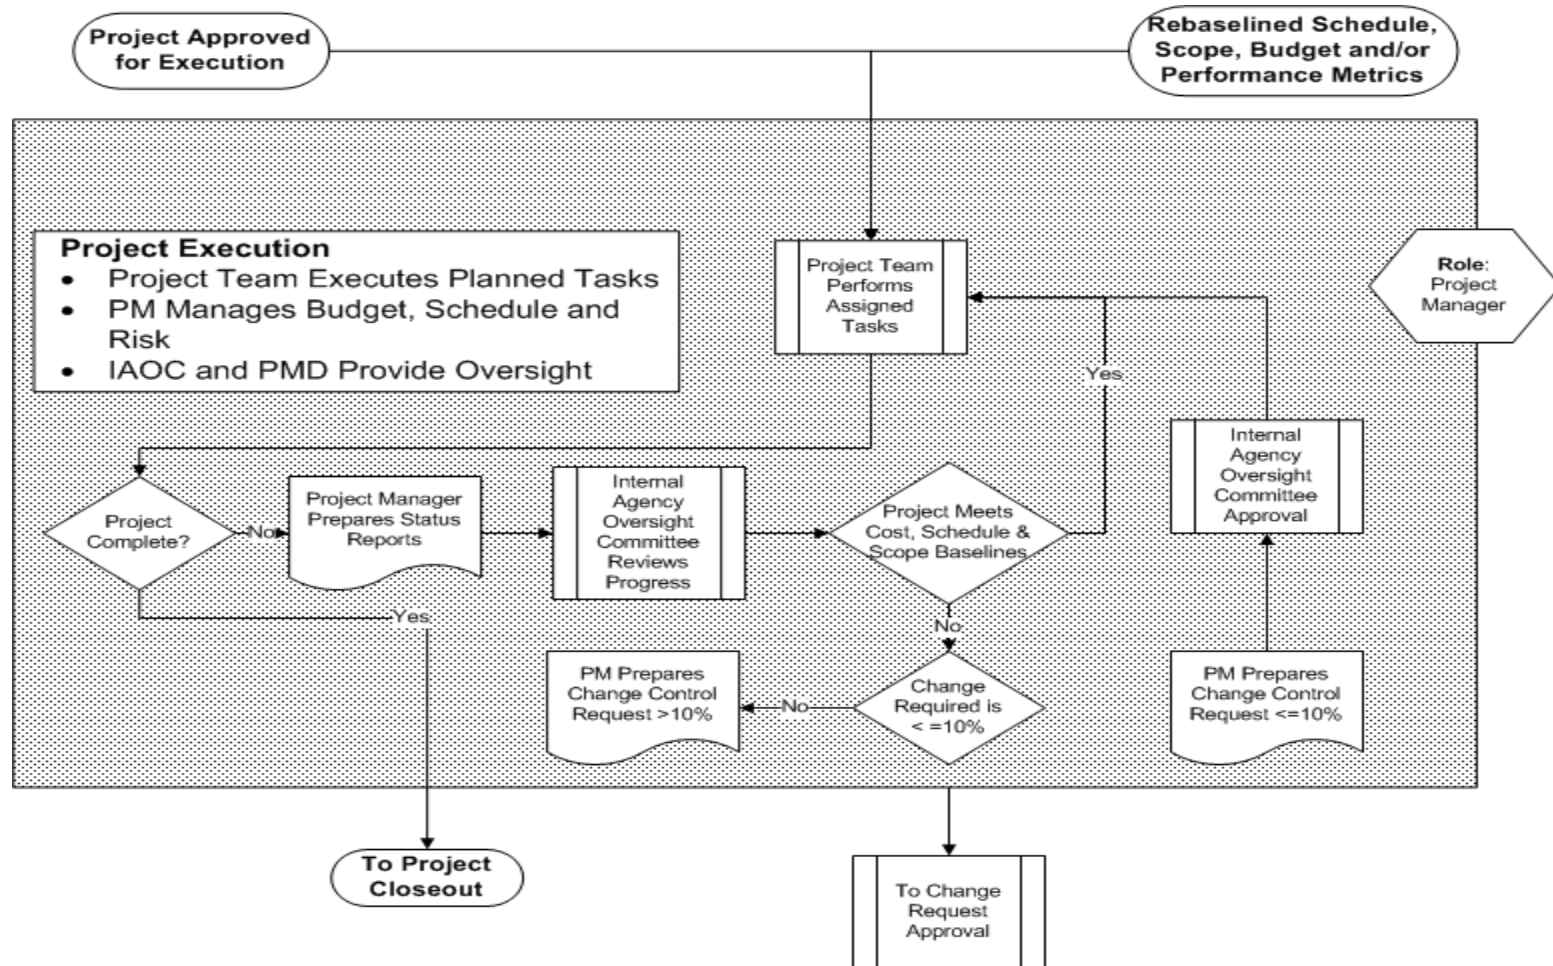 Project Approved
for Execution
Rebaselined Schedule,
Scope, Budget and/or
Performance Metrics
Project Execution
• Project Team Executes Planned Tasks
• PM Manages Budget, Schedule and
Risk
• IAOC and PMD Provide Oversight
Project Team
Performs
Assigned
Tasks
Role:
Project
Manager
Yes
Internal
Agency
Oversight
Committee
Approval
Project
Complete?
No
Project Manager
Prepares Status
Reports
Internal
Agency
Oversight
Committee
Reviews
Progress
Project Meets
Cost, Schedule &
Scope Baselines
Yes
No
PM Prepares
Change Control
Request >10%
No
Change
Required is
< =10%
PM Prepares
Change Control
Request <=10%
To Project
Closeout
To Change
Request
Approval